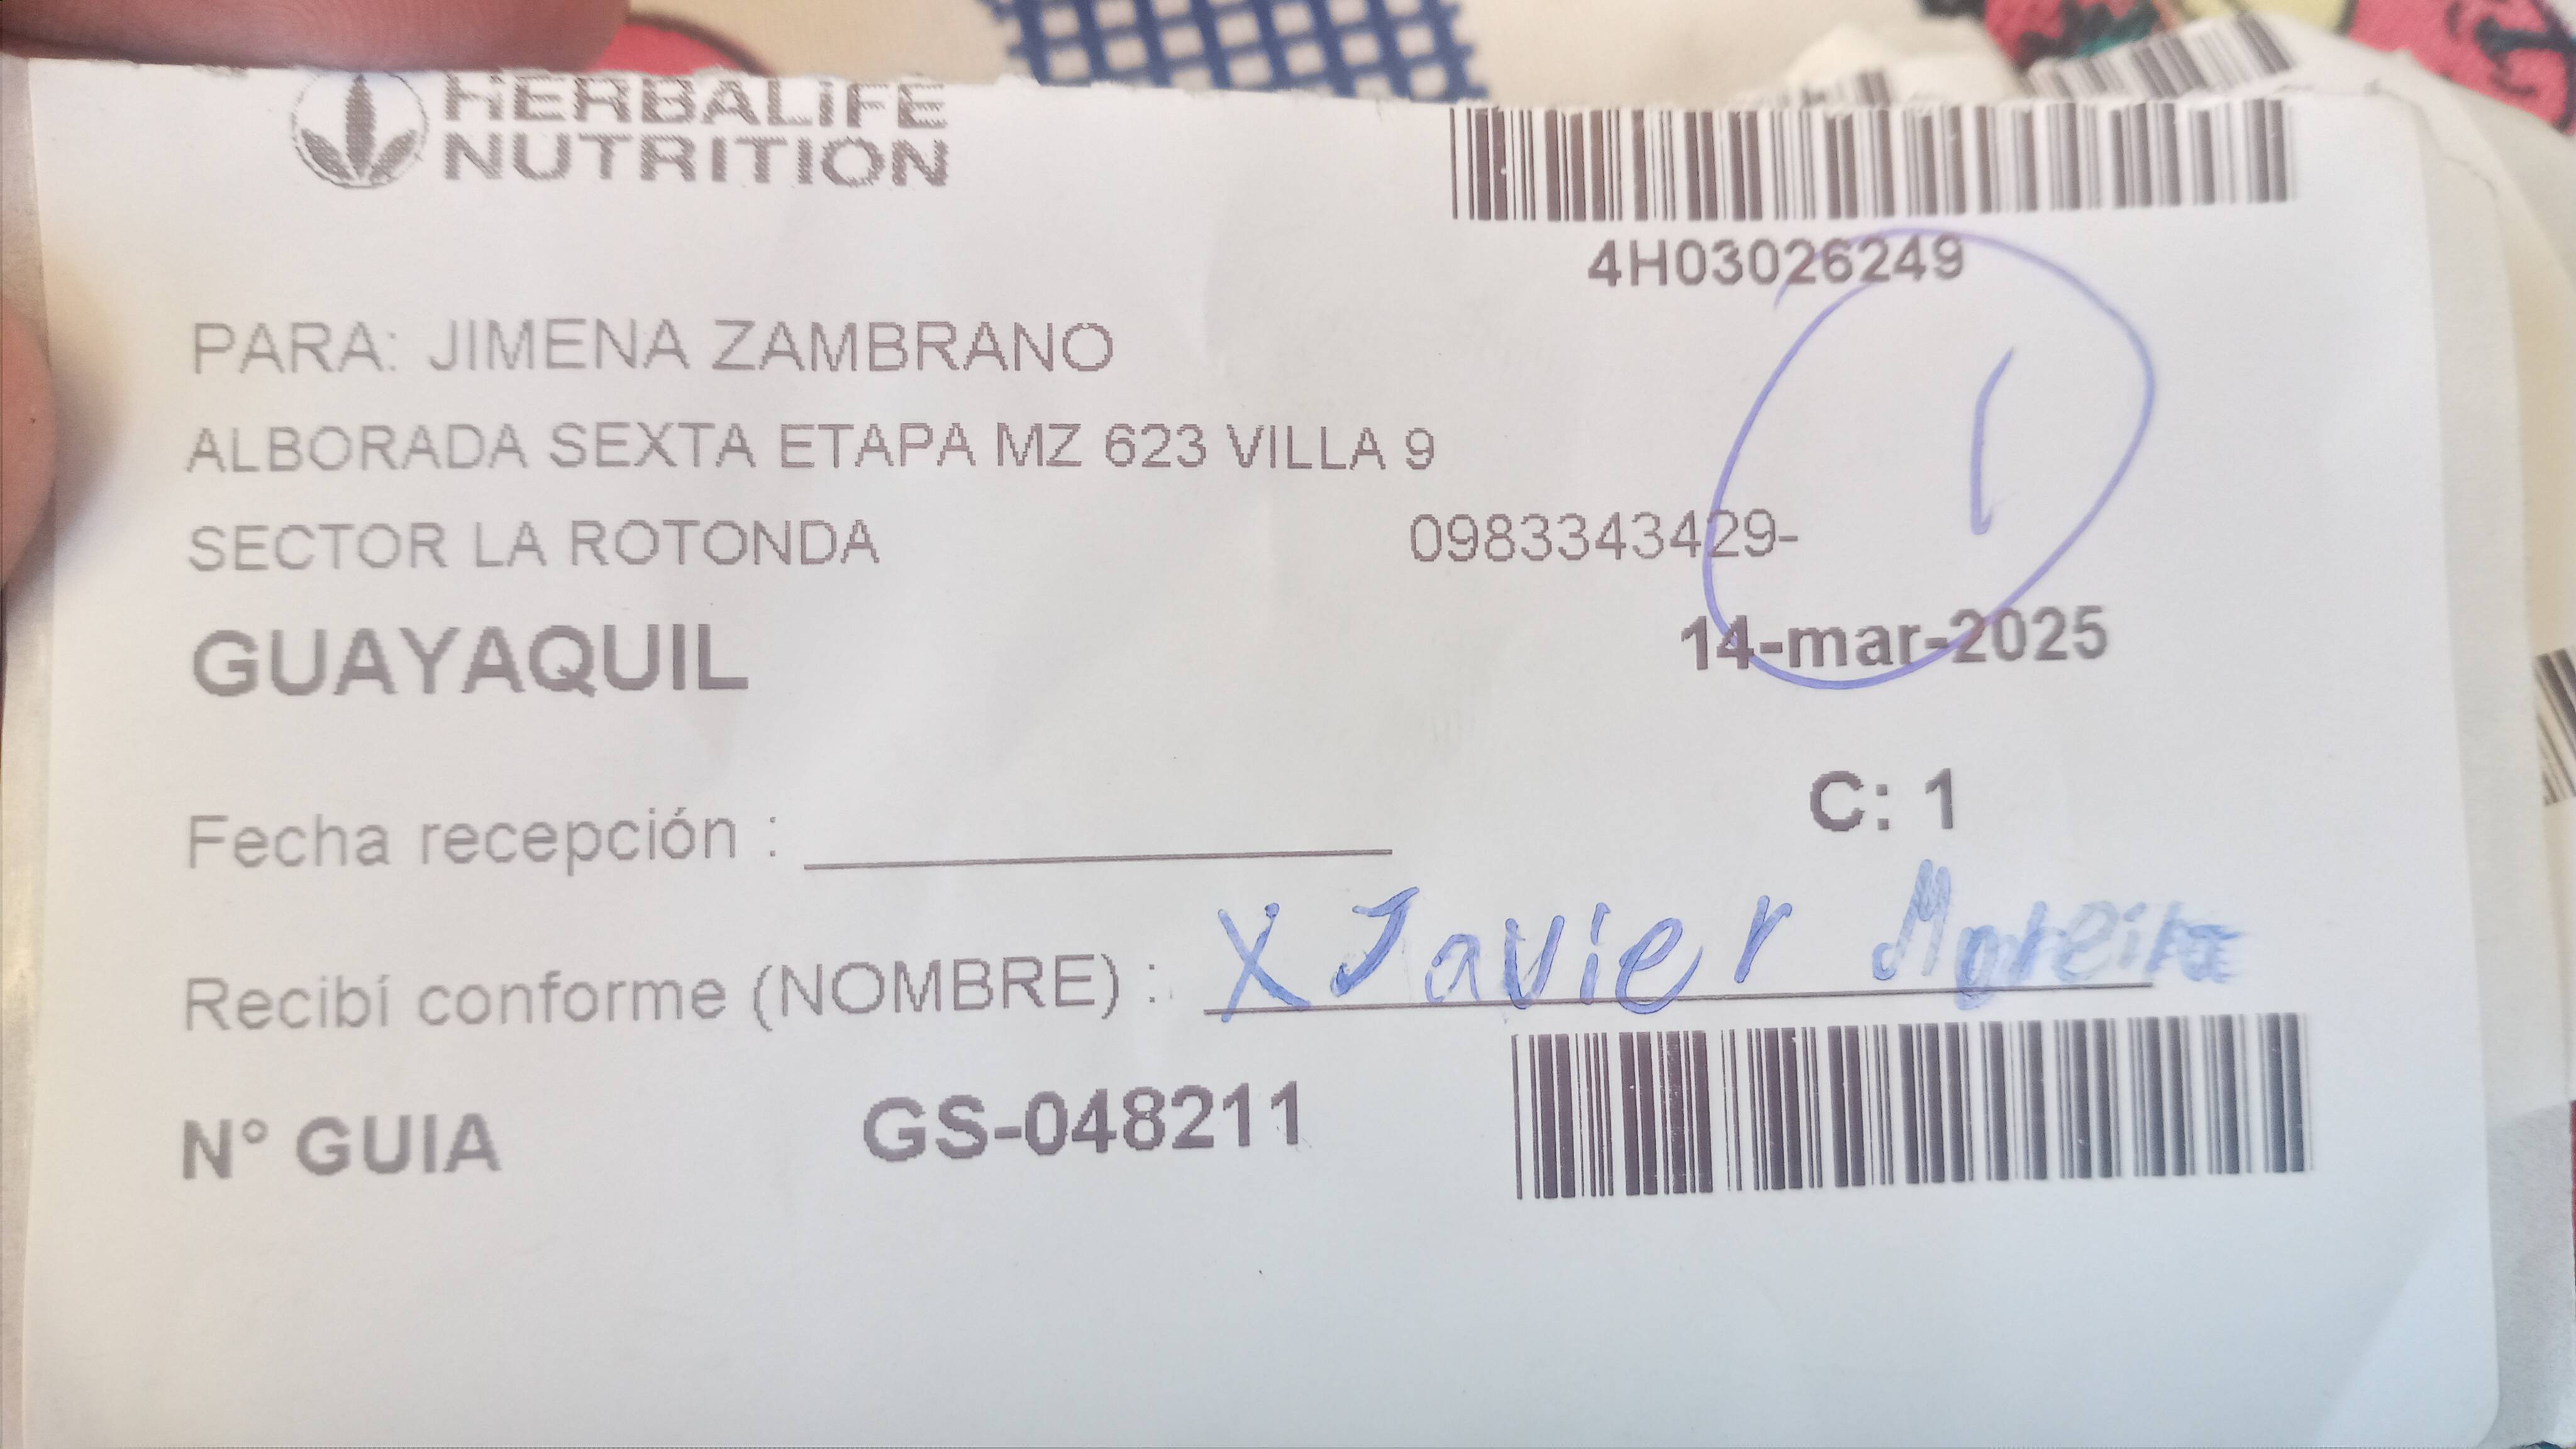 HERBALIFE
NUTRITION
4H03026249
PARA: JIMENA ZAMBRANO
1
ALBORADA SEXTA ETAPA MZ 623 VILLA 9
SECTOR LA ROTONDA 0983343429-
GUAYAQUIL 14-mar-2025
C: 1
Fecha recepción :
Recibí conforme (NOMBRE) : X Javier Moreira
N° GUIA GS-048211